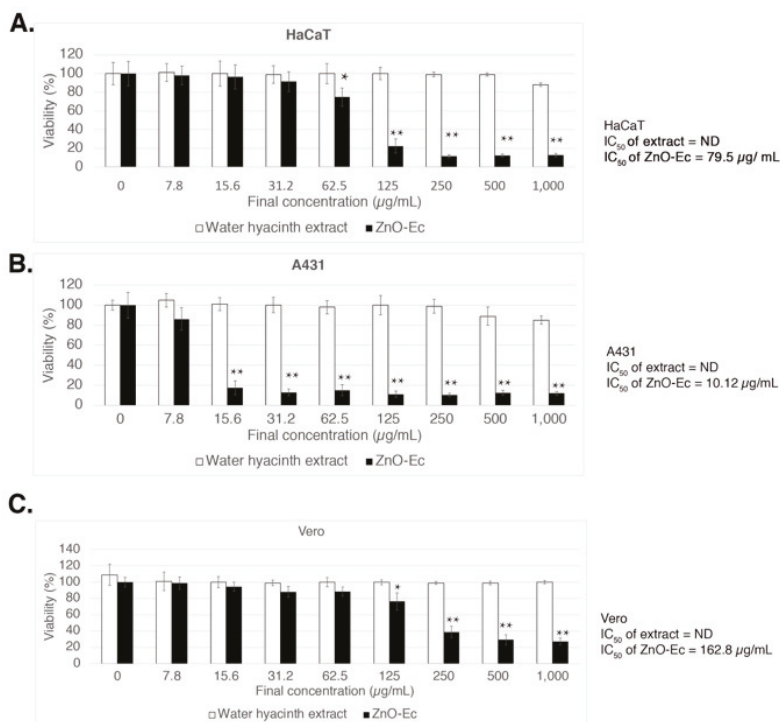 A.
HaCaT
Viability (%)
120
100
80
60
40
20
0
*
**
**
**
**
0 7.8 15.6 31.2 62.5 125 250 500 1,000
Final concentration (µg/mL)
Water hyacinth extract ZnO-Ec
HaCaT
IC50 of extract = ND
IC50 of ZnO-Ec = 79.5 µg/ mL
B.
A431
Viability (%)
120
100
80
60
40
20
0
**
**
**
**
**
**
**
0 7.8 15.6 31.2 62.5 125 250 500 1,000
Final concentration (µg/mL)
Water hyacinth extract ZnO-Ec
A431
IC50 of extract = ND
IC50 of ZnO-Ec = 10.12 µg/mL
C.
Vero
Viability (%)
140
120
100
80
60
40
20
0
*
**
**
**
0 7.8 15.6 31.2 62.5 125 250 500 1,000
Final concentration (µg/mL)
Water hyacinth extract ZnO-Ec
Vero
IC50 of extract = ND
IC50 of ZnO-Ec = 162.8 µg/mL